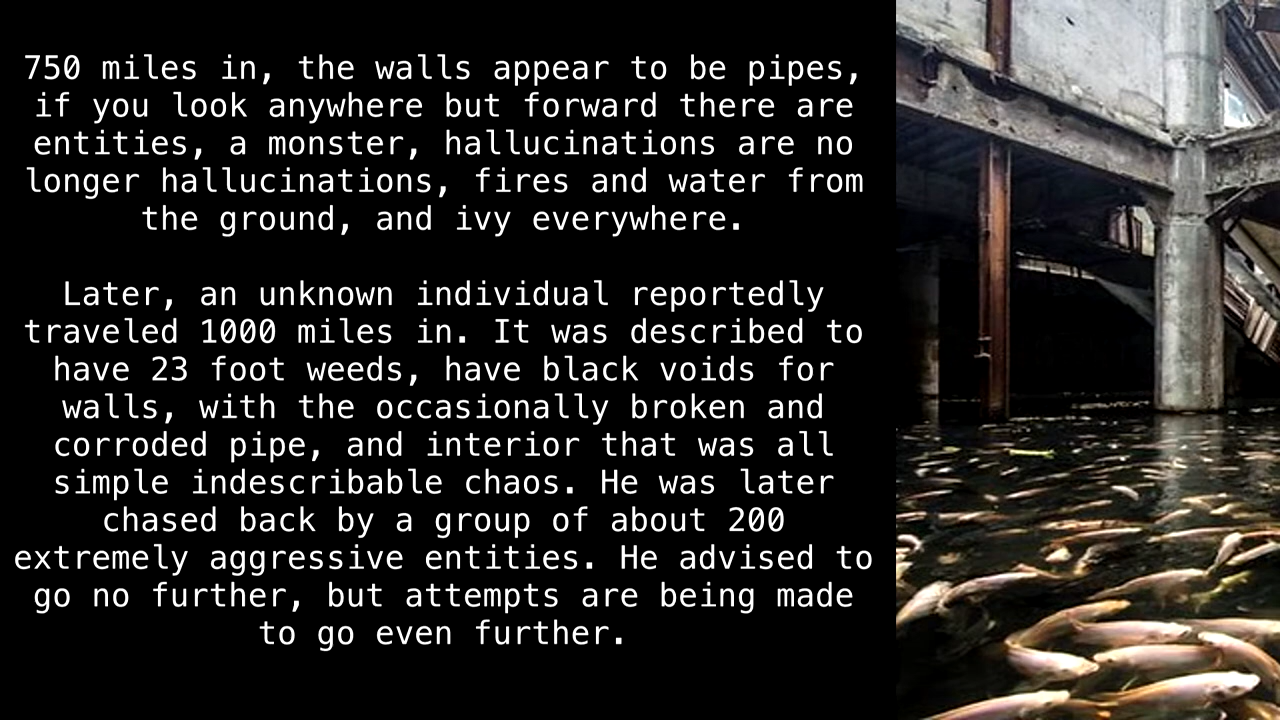 750 miles in, the walls appear to be pipes,
if you look anywhere but forward there are
entities, a monster, hallucinations are no
longer hallucinations, fires and water from
the ground, and ivy everywhere.
Later, an unknown individual reportedly
traveled 1000 miles in. It was described to
have 23 foot weeds, have black voids for
walls, with the occasionally broken and
corroded pipe, and interior that was all
simple indescribable chaos. He was later
chased back by a group of about 200
extremely aggressive entities. He advised to
go no further, but attempts are being made
to go even further.